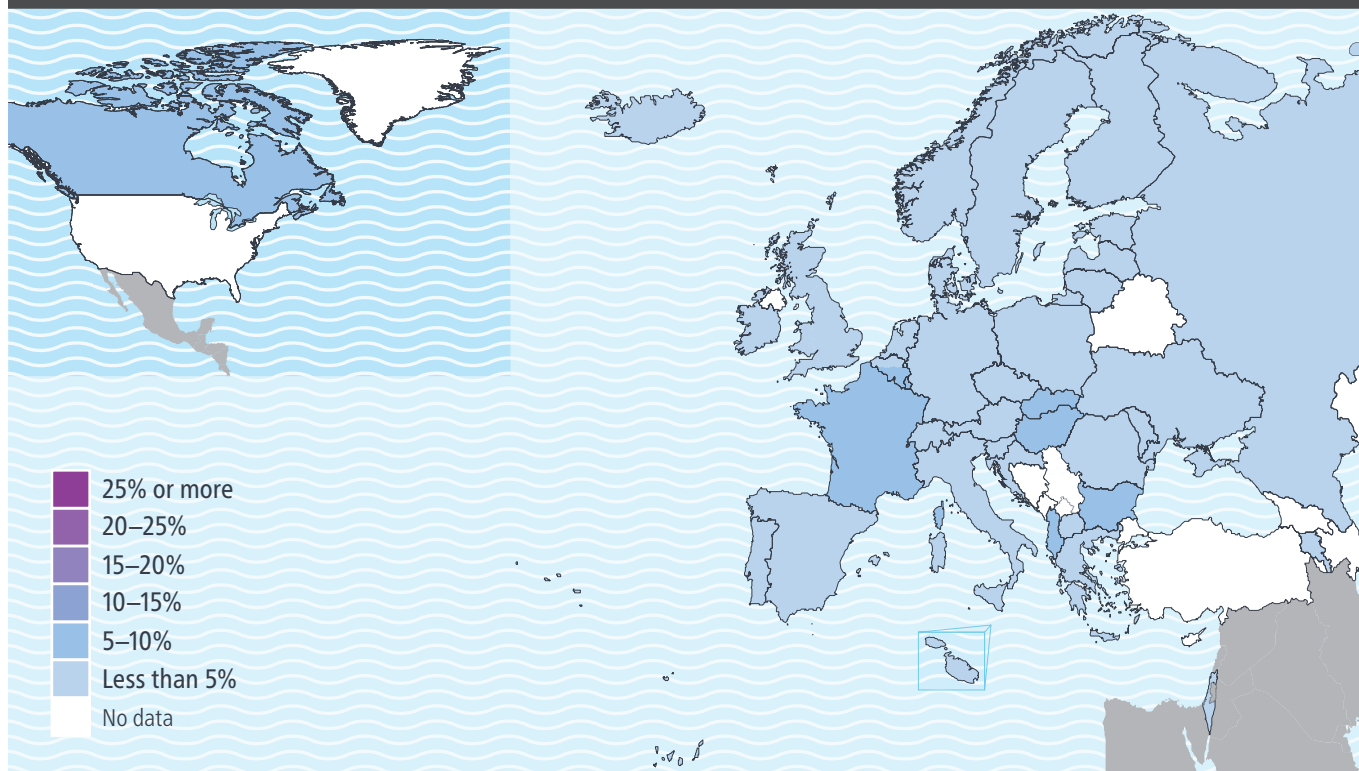 25% or more
20–25%
15–20%
10–15%
5–10%
Less than 5%
No data